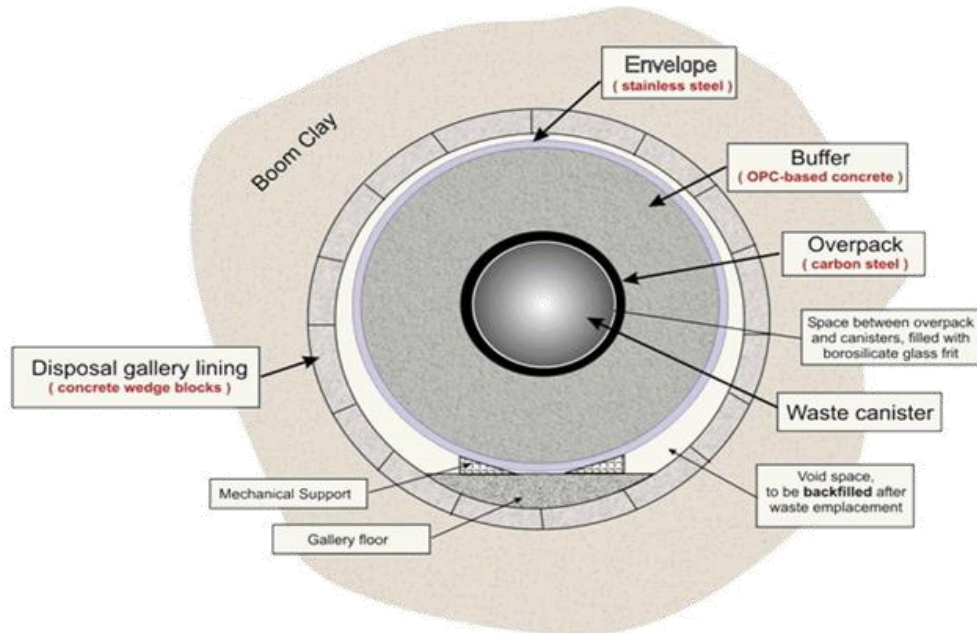 Envelope
( stainless steel )
Boom Clay
Buffer
( OPC-based concrete )
Overpack
( carbon steel )
Space between overpack
and canisters, filled with
borosilicate glass frit
Disposal gallery lining
( concrete wedge blocks )
Waste canister
Mechanical Support
Void space,
to be backfilled after
waste emplacement
Gallery floor